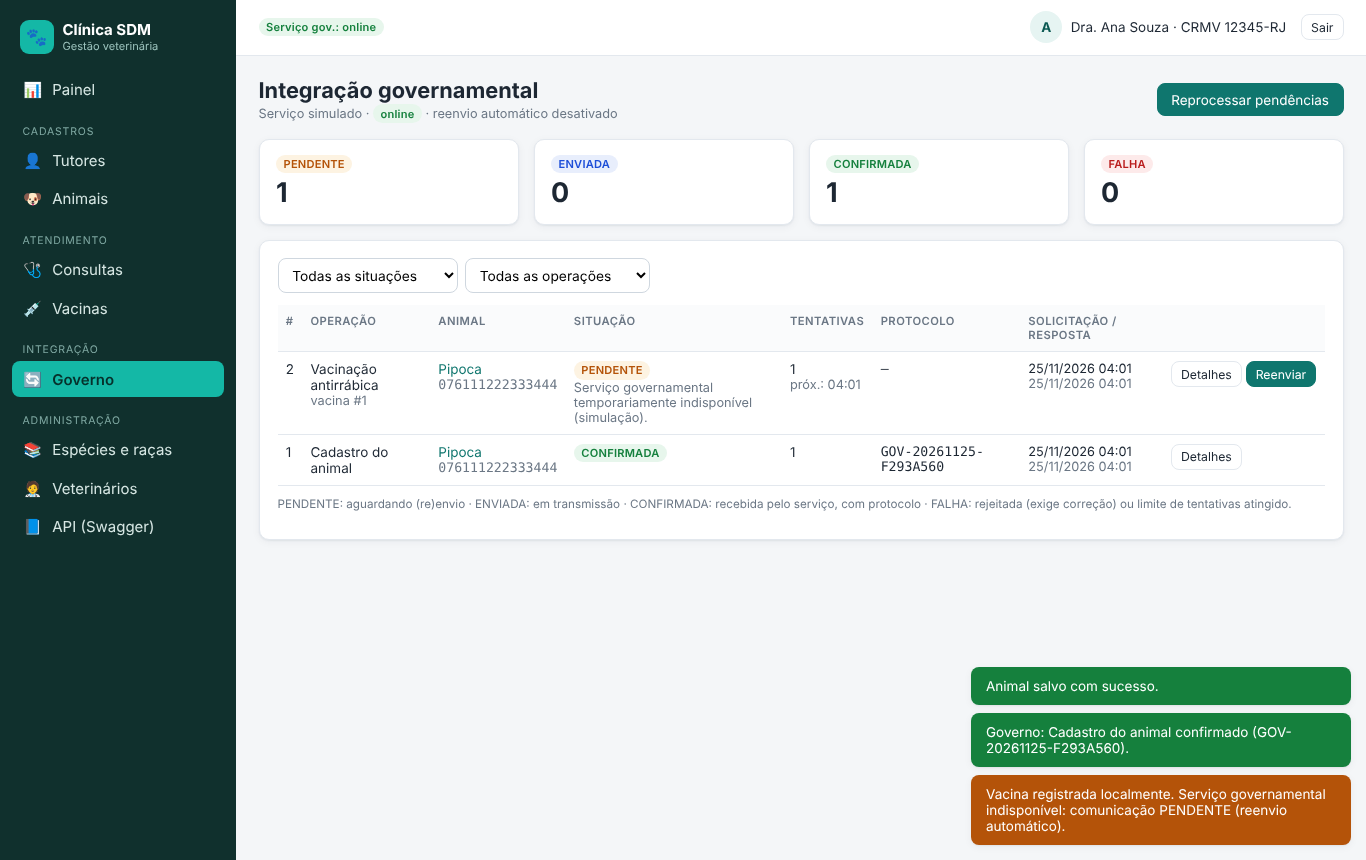 Clínica SDM
Gestão veterinária
Painel
CADASTROS
Tutores
Animais
ATENDIMENTO
Consultas
Vacinas
INTEGRAÇÃO
Governo
ADMINISTRAÇÃO
Espécies e raças
Veterinários
API (Swagger)
Serviço gov.: online
A Dra. Ana Souza · CRMV 12345-RJ Sair
Integração governamental
Serviço simulado · online · reenvio automático desativado
Reprocessar pendências
PENDENTE
1
ENVIADA
0
CONFIRMADA
1
FALHA
0
Todas as situações Todas as operações
# OPERAÇÃO ANIMAL SITUAÇÃO TENTATIVAS PROTOCOLO SOLICITAÇÃO /
RESPOSTA
2 Vacinação
antirrábica
vacina #1
Pipoca
076111222333444
PENDENTE
Serviço governamental
temporariamente indisponível
(simulação).
1
próx.: 04:01
—
25/11/2026 04:01
25/11/2026 04:01
Detalhes Reenviar
1 Cadastro do
animal
Pipoca
076111222333444
CONFIRMADA
1
GOV-20261125-
F293A560
25/11/2026 04:01
25/11/2026 04:01
Detalhes
PENDENTE: aguardando (re)envio · ENVIADA: em transmissão · CONFIRMADA: recebida pelo serviço, com protocolo · FALHA: rejeitada (exige correção) ou limite de tentativas atingido.
Animal salvo com sucesso.
Governo: Cadastro do animal confirmado (GOV-
20261125-F293A560).
Vacina registrada localmente. Serviço governamental
indisponível: comunicação PENDENTE (reenvio
automático).